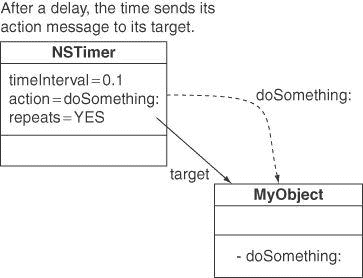 After a delay, the time sends its
action message to its target.
NSTimer
timeInterval=0.1
action=doSomething:
repeats=YES
doSomething:
target
MyObject
- doSomething: